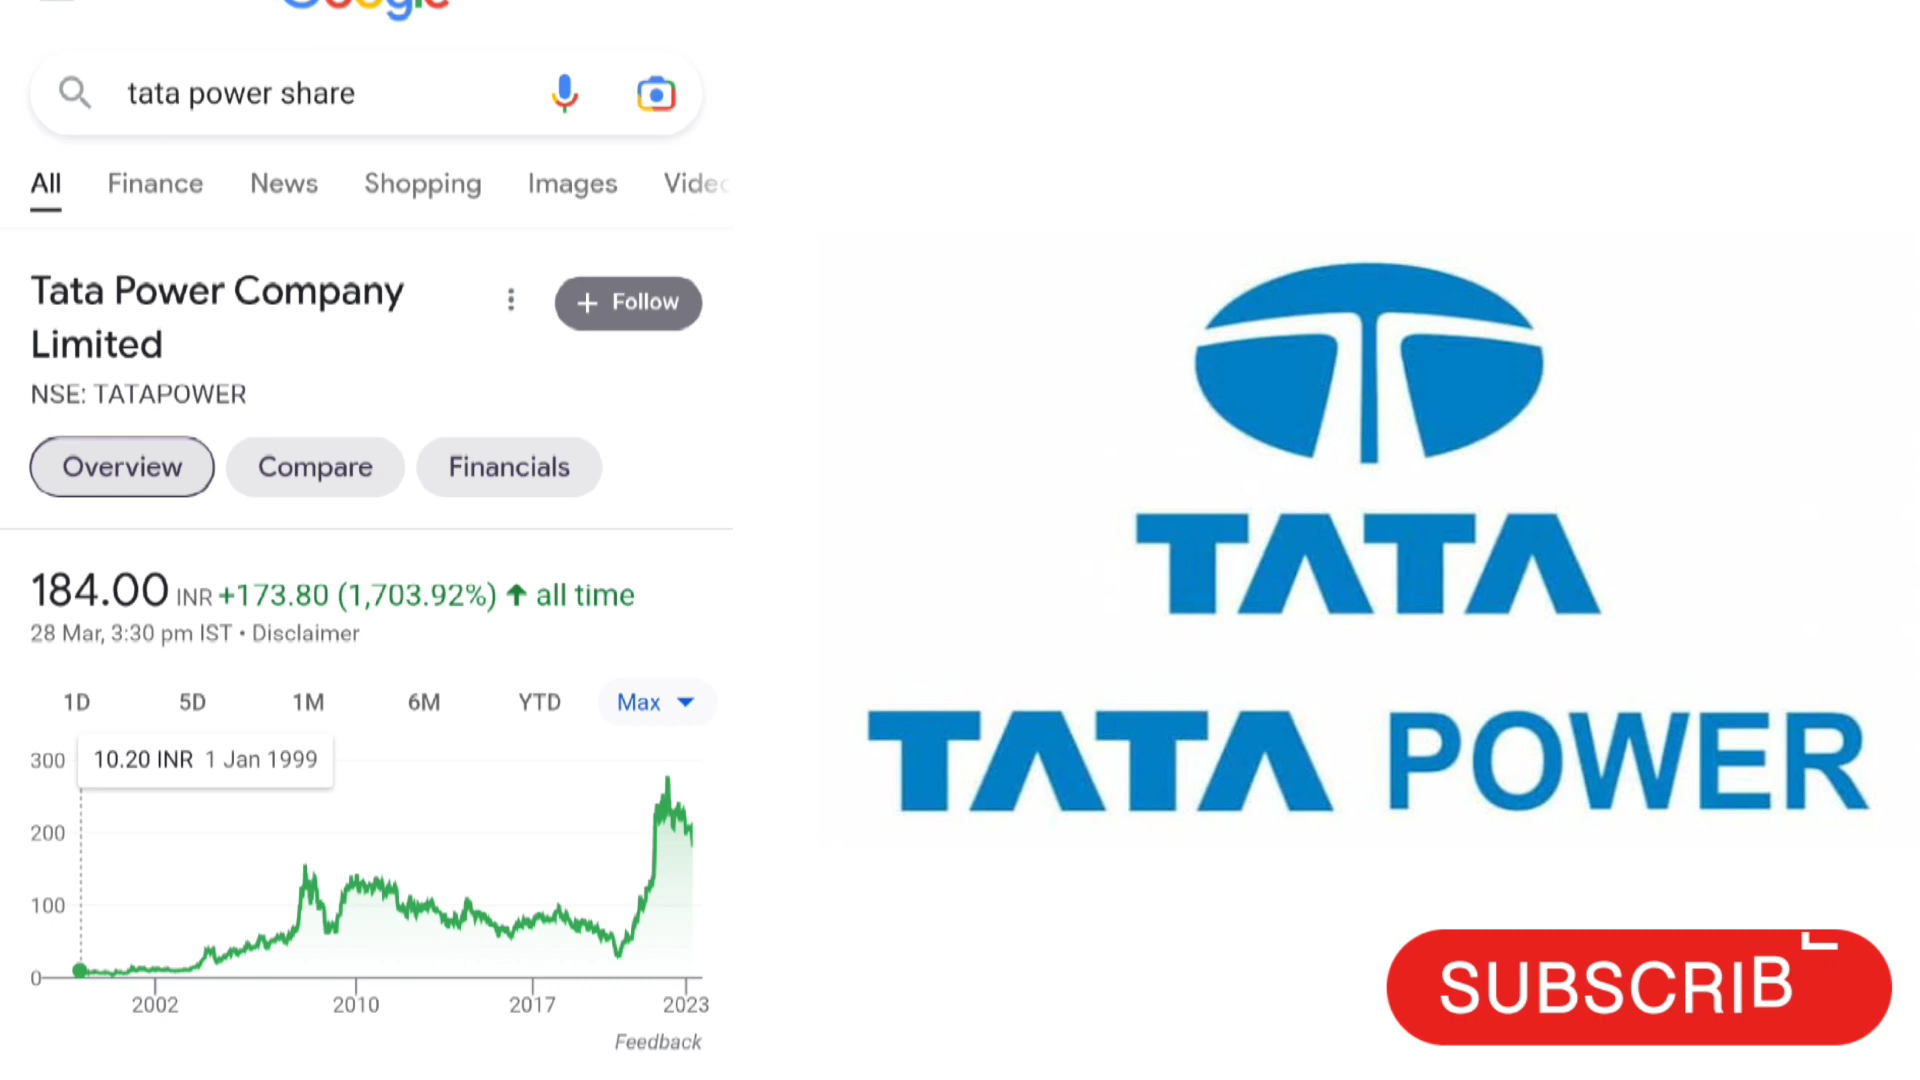 Google
tata power share
All Finance News Shopping Images Vide
Tata Power Company
Limited
+ Follow
NSE: TATAPOWER
Overview Compare Financials
184.00 INR +173.80 (1,703.92%) ↑ all time
28 Mar, 3:30 pm IST • Disclaimer
1D 5D 1M 6M YTD Max
10.20 INR 1 Jan 1999
300
200
100
0
2002 2010 2017 2023
Feedback
TATA
TATA POWER
SUBSCRIB